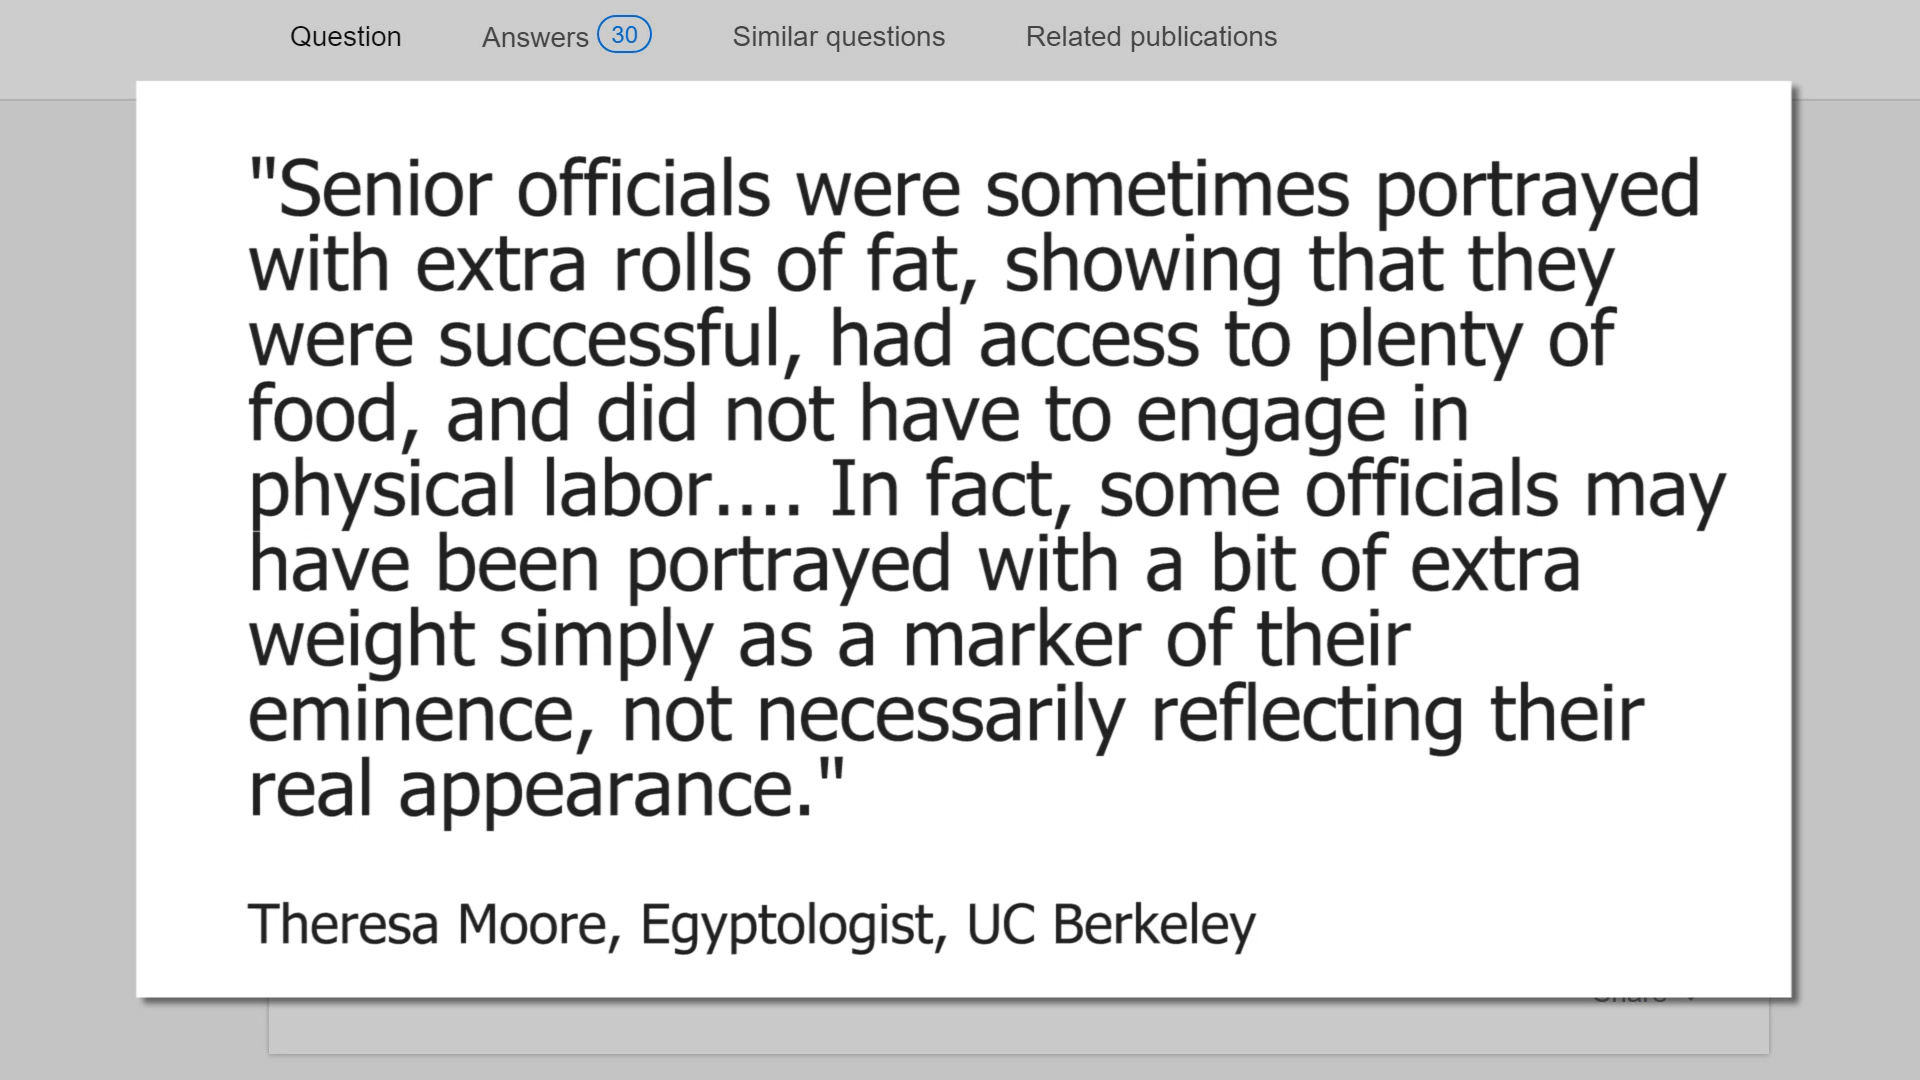 Question Answers 30 Similar questions Related publications
"Senior officials were sometimes portrayed
with extra rolls of fat, showing that they
were successful, had access to plenty of
food, and did not have to engage in
physical labor.... In fact, some officials may
have been portrayed with a bit of extra
weight simply as a marker of their
eminence, not necessarily reflecting their
real appearance."
Theresa Moore, Egyptologist, UC Berkeley
Share